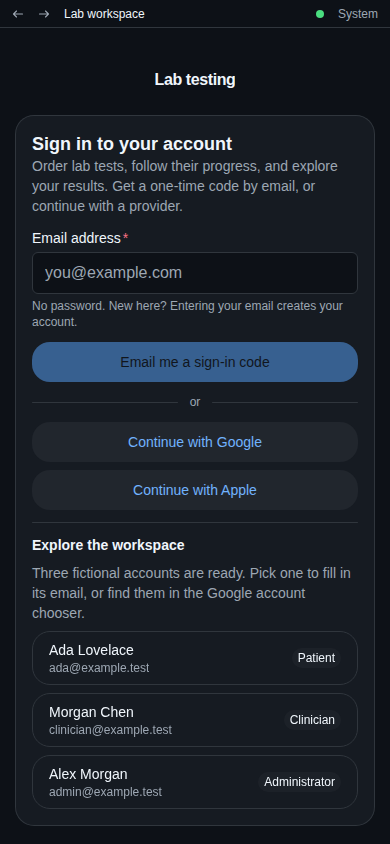 Lab workspace
System
Lab testing
Sign in to your account
Order lab tests, follow their progress, and explore
your results. Get a one-time code by email, or
continue with a provider.
Email address*
you@example.com
No password. New here? Entering your email creates your
account.
Email me a sign-in code
or
Continue with Google
Continue with Apple
Explore the workspace
Three fictional accounts are ready. Pick one to fill in
its email, or find them in the Google account
chooser.
Ada Lovelace
ada@example.test
Patient
Morgan Chen
clinician@example.test
Clinician
Alex Morgan
admin@example.test
Administrator